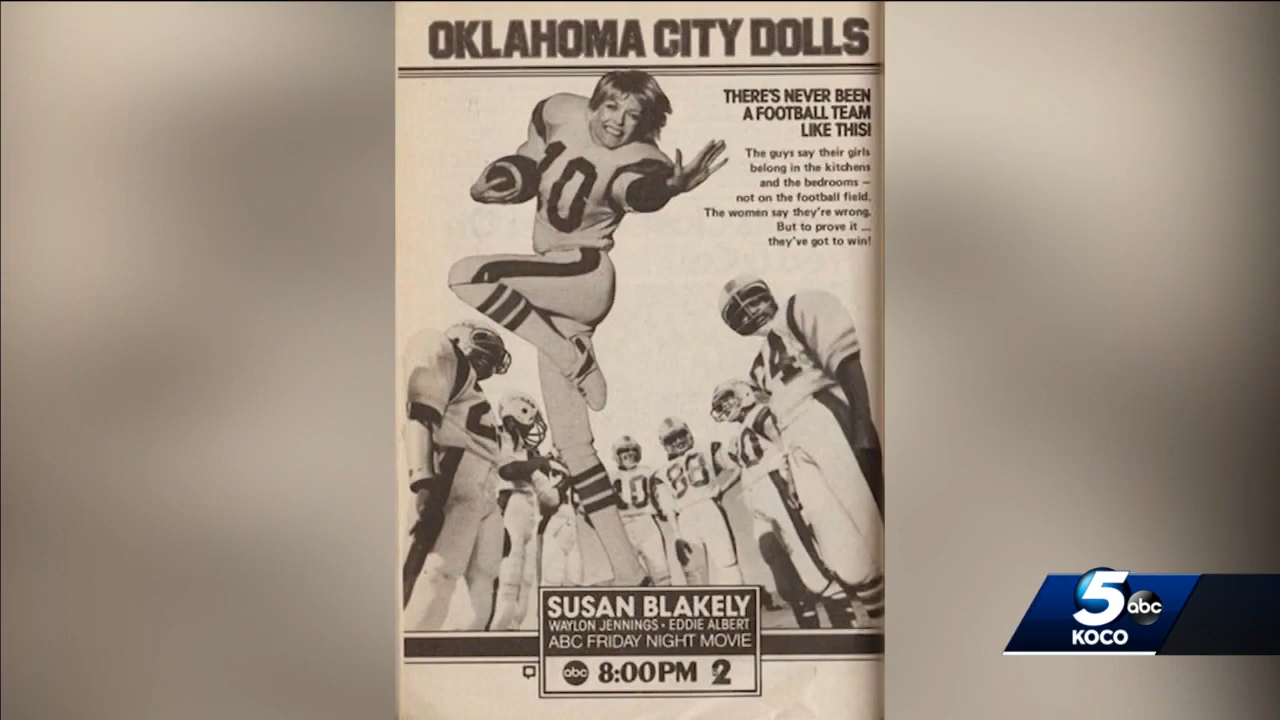 OKLAHOMA CITY DOLLS
THERE'S NEVER BEEN
A FOOTBALL TEAM
LIKE THIS!
The guys say their girls
belong in the kitchens
and the bedrooms –
not on the football field.
The women say they're wrong.
But to prove it ...
they've got to win!
10
2
10
88
SUSAN BLAKELY
WAYLON JENNINGS • EDDIE ALBERT
ABC FRIDAY NIGHT MOVIE
abc 8:00PM 2
5 abc
KOCO